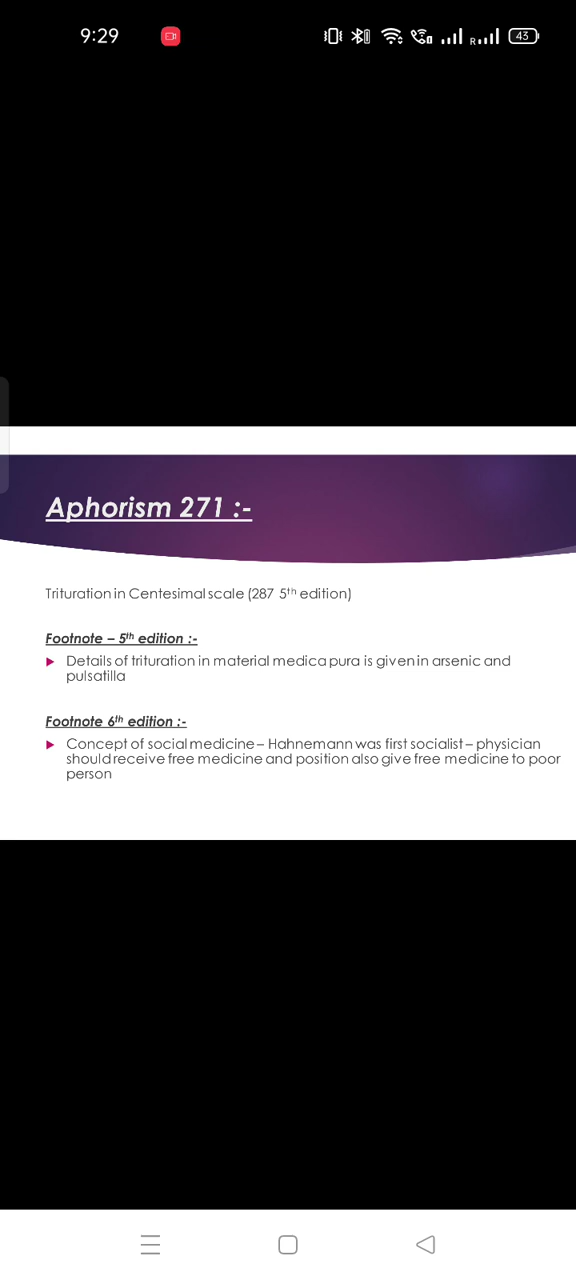 9:29
R
43
Aphorism 271 :-
Trituration in Centesimal scale (287 5th edition)
Footnote – 5th edition :-
Details of trituration in material medica pura is given in arsenic and
pulsatilla
Footnote 6th edition :-
Concept of social medicine – Hahnemann was first socialist – physician
should receive free medicine and position also give free medicine to poor
person